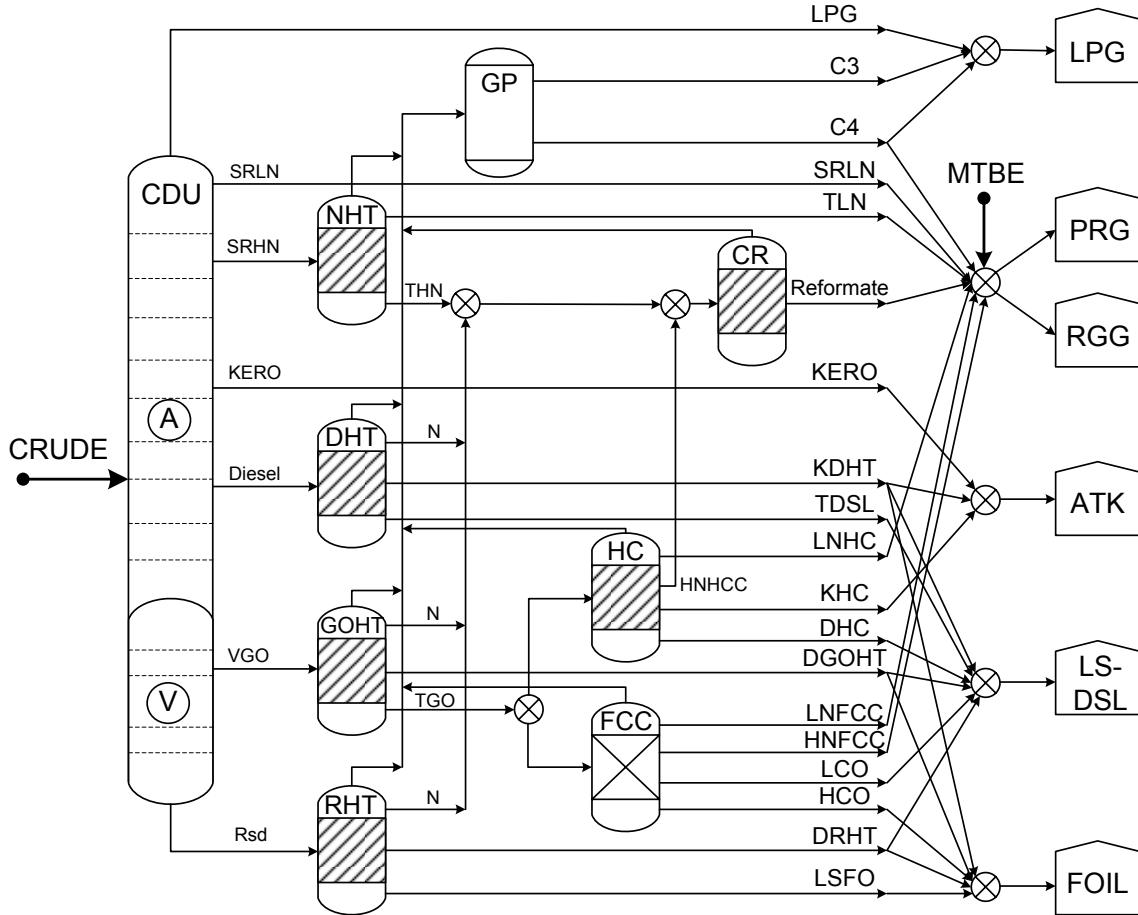 LPG
LPG
C3
GP
C4
SRLN
SRLN
MTBE
CDU
TLN
NHT
PRG
SRHN
CR
THN
Reformate
RGG
KERO
KERO
A
DHT
N
CRUDE
Diesel
KDHT
ATK
TDSL
HC
LNHC
HNHCC
KHC
GOHT
N
DHC
VGO
DGOHT
LS-
DSL
V
TGO
FCC
LNFCC
HNFCC
LCO
RHT
N
HCO
Rsd
DRHT
LSFO
FOIL